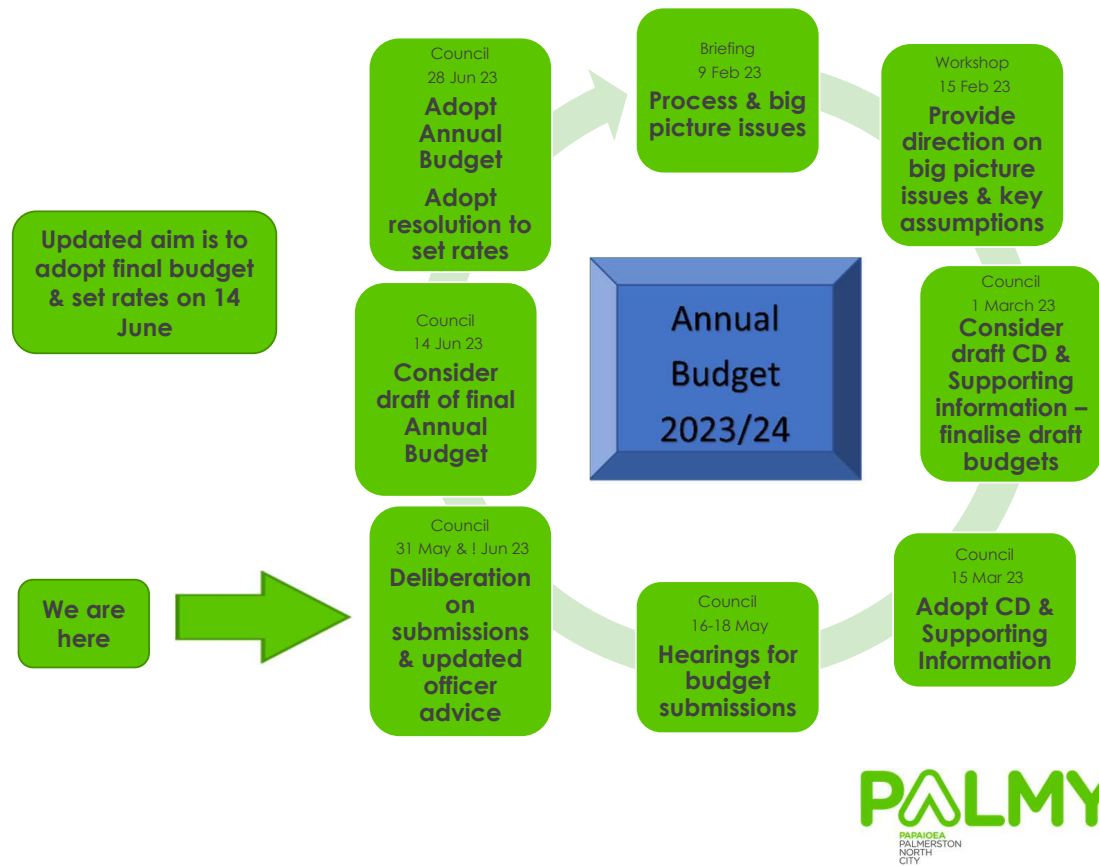 Council
28 Jun 23
Adopt
Annual
Budget
Adopt
resolution to
set rates
Briefing
9 Feb 23
Process & big
picture issues
Workshop
15 Feb 23
Provide
direction on
big picture
issues & key
assumptions
Updated aim is to
adopt final budget
& set rates on 14
June
Council
14 Jun 23
Consider
draft of final
Annual
Budget
Annual
Budget
2023/24
Council
1 March 23
Consider
draft CD &
Supporting
information –
finalise draft
budgets
We are
here
Council
31 May & ! Jun 23
Deliberation
on
submissions
& updated
officer
advice
Council
16-18 May
Hearings for
budget
submissions
Council
15 Mar 23
Adopt CD &
Supporting
Information
PALMY
PAPAIOEA
PALMERSTON
NORTH
CITY